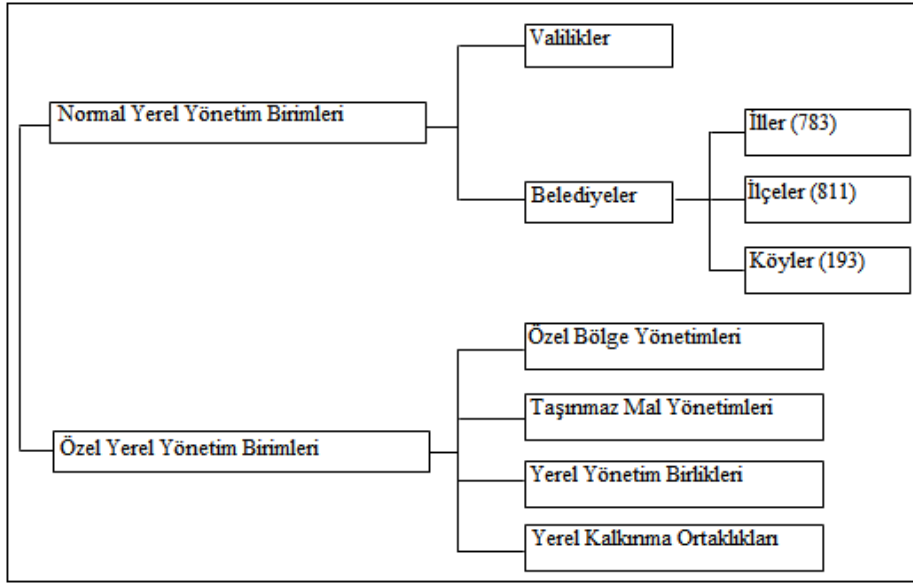 Valilikler
Normal Yerel Yönetim Birimleri
İller (783)
Belediyeler
İlçeler (811)
Köyler (193)
Özel Bölge Yönetimleri
Taşınmaz Mal Yönetimleri
Özel Yerel Yönetim Birimleri
Yerel Yönetim Birlikleri
Yerel Kalkınma Ortaklıkları